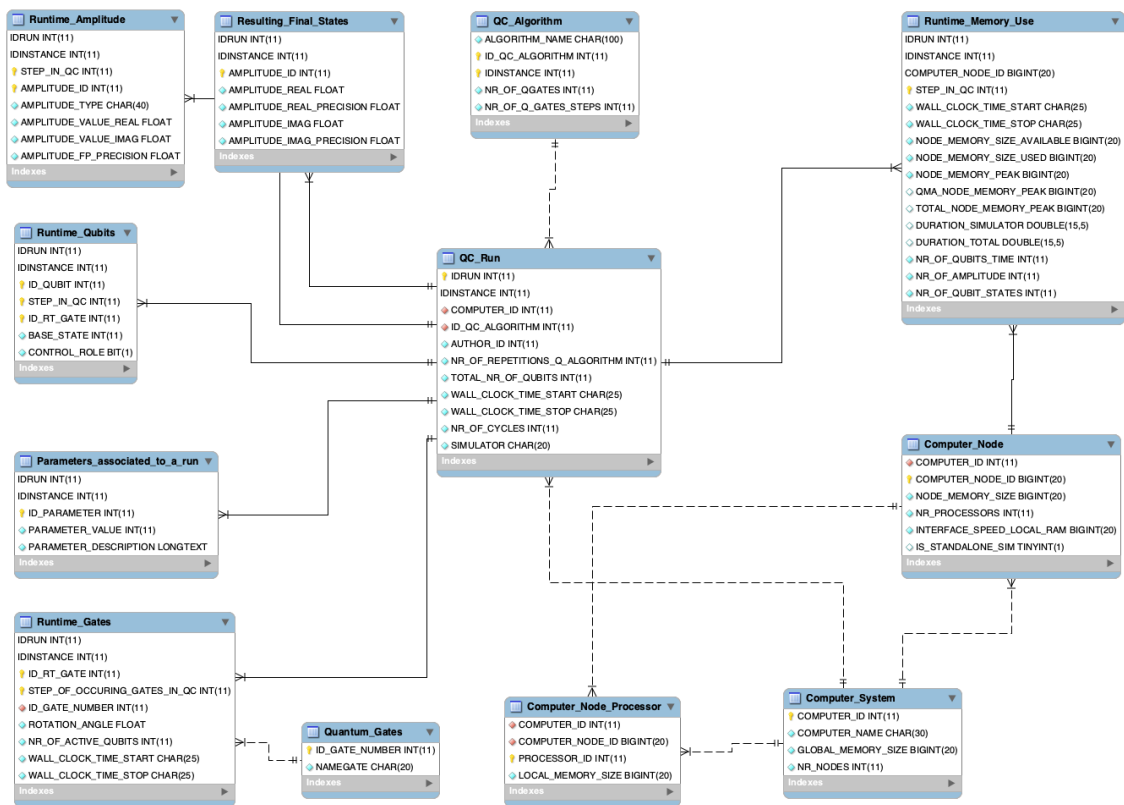 Runtime_Amplitude
IDRUN INT(11)
IDINSTANCE INT(11)
STEP_IN_QC INT(11)
AMPLITUDE_ID INT(11)
AMPLITUDE_TYPE CHAR(40)
AMPLITUDE_VALUE_REAL FLOAT
AMPLITUDE_VALUE_IMAG FLOAT
AMPLITUDE_FP_PRECISION FLOAT
Indexes
Resulting_Final_States
IDRUN INT(11)
IDINSTANCE INT(11)
AMPLITUDE_ID INT(11)
AMPLITUDE_REAL FLOAT
AMPLITUDE_REAL_PRECISION FLOAT
AMPLITUDE_IMAG FLOAT
AMPLITUDE_IMAG_PRECISION FLOAT
Indexes
QC_Algorithm
ALGORITHM_NAME CHAR(100)
ID_QC_ALGORITHM INT(11)
IDINSTANCE INT(11)
NR_OF_QGATES INT(11)
NR_OF_Q_GATES_STEPS INT(11)
Indexes
Runtime_Memory_Use
IDRUN INT(11)
IDINSTANCE INT(11)
COMPUTER_NODE_ID BIGINT(20)
STEP_IN_QC INT(11)
WALL_CLOCK_TIME_START CHAR(25)
WALL_CLOCK_TIME_STOP CHAR(25)
NODE_MEMORY_SIZE_AVAILABLE BIGINT(20)
NODE_MEMORY_SIZE_USED BIGINT(20)
NODE_MEMORY_PEAK BIGINT(20)
QMA_NODE_MEMORY_PEAK BIGINT(20)
TOTAL_NODE_MEMORY_PEAK BIGINT(20)
DURATION_SIMULATOR DOUBLE(15,5)
DURATION_TOTAL DOUBLE(15,5)
NR_OF_QUBITS_TIME INT(11)
NR_OF_AMPLITUDE INT(11)
NR_OF_QUBIT_STATES INT(11)
Indexes
Runtime_Qubits
IDRUN INT(11)
IDINSTANCE INT(11)
ID_QUBIT INT(11)
STEP_IN_QC INT(11)
ID_RT_GATE INT(11)
BASE_STATE INT(11)
CONTROL_ROLE BIT(1)
Indexes
QC_Run
IDRUN INT(11)
IDINSTANCE INT(11)
COMPUTER_ID INT(11)
ID_QC_ALGORITHM INT(11)
AUTHOR_ID INT(11)
NR_OF_REPETITIONS_Q_ALGORITHM INT(11)
TOTAL_NR_OF_QUBITS INT(11)
WALL_CLOCK_TIME_START CHAR(25)
WALL_CLOCK_TIME_STOP CHAR(25)
NR_OF_CYCLES INT(11)
SIMULATOR CHAR(20)
Indexes
Parameters_associated_to_a_run
IDRUN INT(11)
IDINSTANCE INT(11)
ID_PARAMETER INT(11)
PARAMETER_VALUE INT(11)
PARAMETER_DESCRIPTION LONGTEXT
Indexes
Computer_Node
COMPUTER_ID INT(11)
COMPUTER_NODE_ID BIGINT(20)
NODE_MEMORY_SIZE BIGINT(20)
NR_PROCESSORS INT(11)
INTERFACE_SPEED_LOCAL_RAM BIGINT(20)
IS_STANDALONE_SIM TINYINT(1)
Indexes
Runtime_Gates
IDRUN INT(11)
IDINSTANCE INT(11)
ID_RT_GATE INT(11)
STEP_OF_OCCURING_GATES_IN_QC INT(11)
ID_GATE_NUMBER INT(11)
ROTATION_ANGLE FLOAT
NR_OF_ACTIVE_QUBITS INT(11)
WALL_CLOCK_TIME_START CHAR(25)
WALL_CLOCK_TIME_STOP CHAR(25)
Indexes
Quantum_Gates
ID_GATE_NUMBER INT(11)
NAMEGATE CHAR(20)
Indexes
Computer_Node_Processor
COMPUTER_ID INT(11)
COMPUTER_NODE_ID BIGINT(20)
PROCESSOR_ID INT(11)
LOCAL_MEMORY_SIZE BIGINT(20)
Indexes
Computer_System
COMPUTER_ID INT(11)
COMPUTER_NAME CHAR(30)
GLOBAL_MEMORY_SIZE BIGINT(20)
NR_NODES INT(11)
Indexes